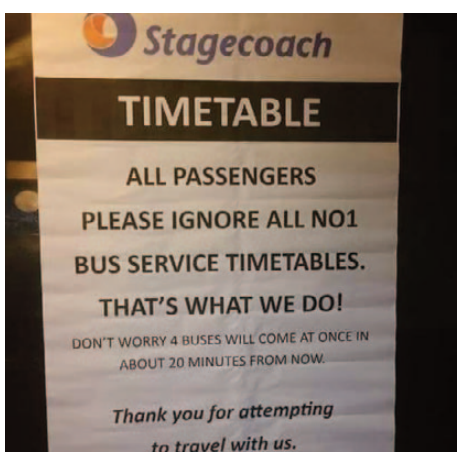 Stagecoach
TIMETABLE
ALL PASSENGERS
PLEASE IGNORE ALL NO1
BUS SERVICE TIMETABLES.
THAT'S WHAT WE DO!
DON'T WORRY 4 BUSES WILL COME AT ONCE IN
ABOUT 20 MINUTES FROM NOW.
Thank you for attempting
to travel with us.